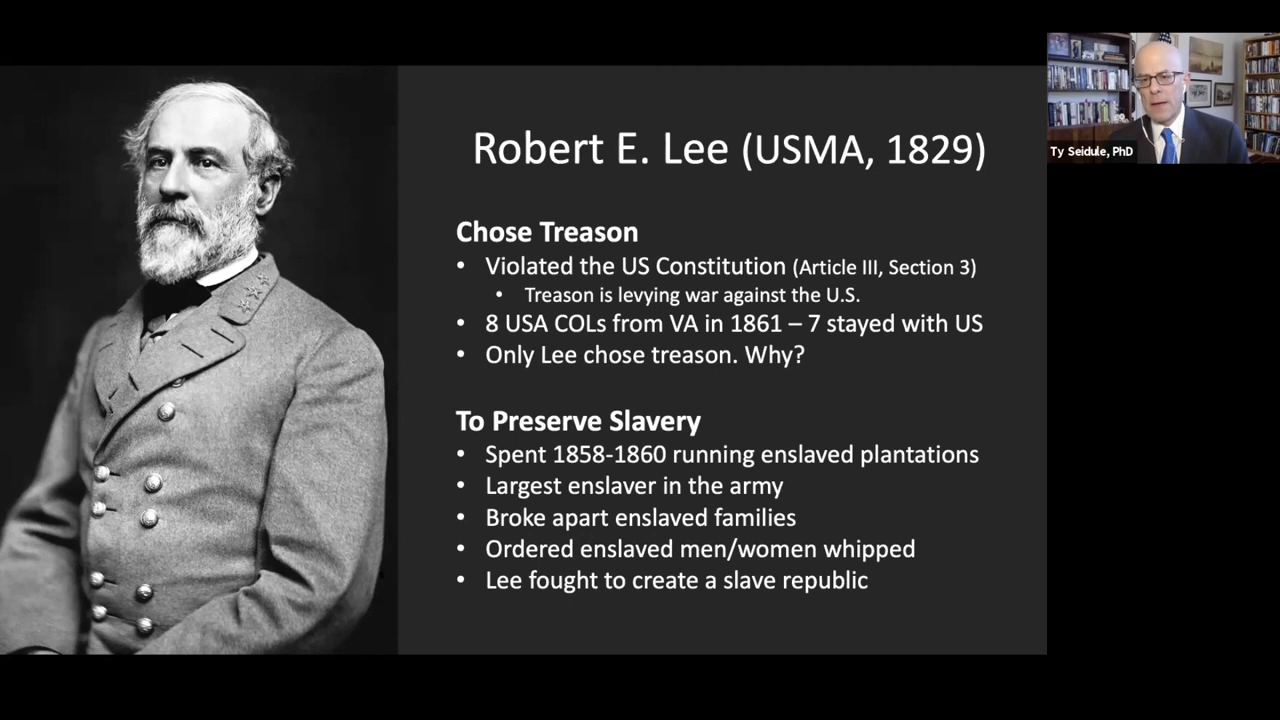 Robert E. Lee (USMA, 1829)
Chose Treason
• Violated the US Constitution (Article III, Section 3)
• Treason is levying war against the U.S.
• 8 USA COLs from VA in 1861 – 7 stayed with US
• Only Lee chose treason. Why?
To Preserve Slavery
• Spent 1858-1860 running enslaved plantations
• Largest enslaver in the army
• Broke apart enslaved families
• Ordered enslaved men/women whipped
• Lee fought to create a slave republic
Ty Seidule, PhD